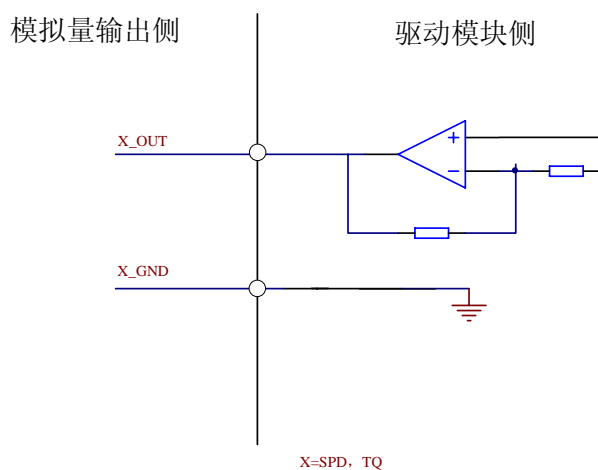 模拟量输出侧
驱动模块侧
X_OUT
+
−
X_GND
X=SPD，TQ